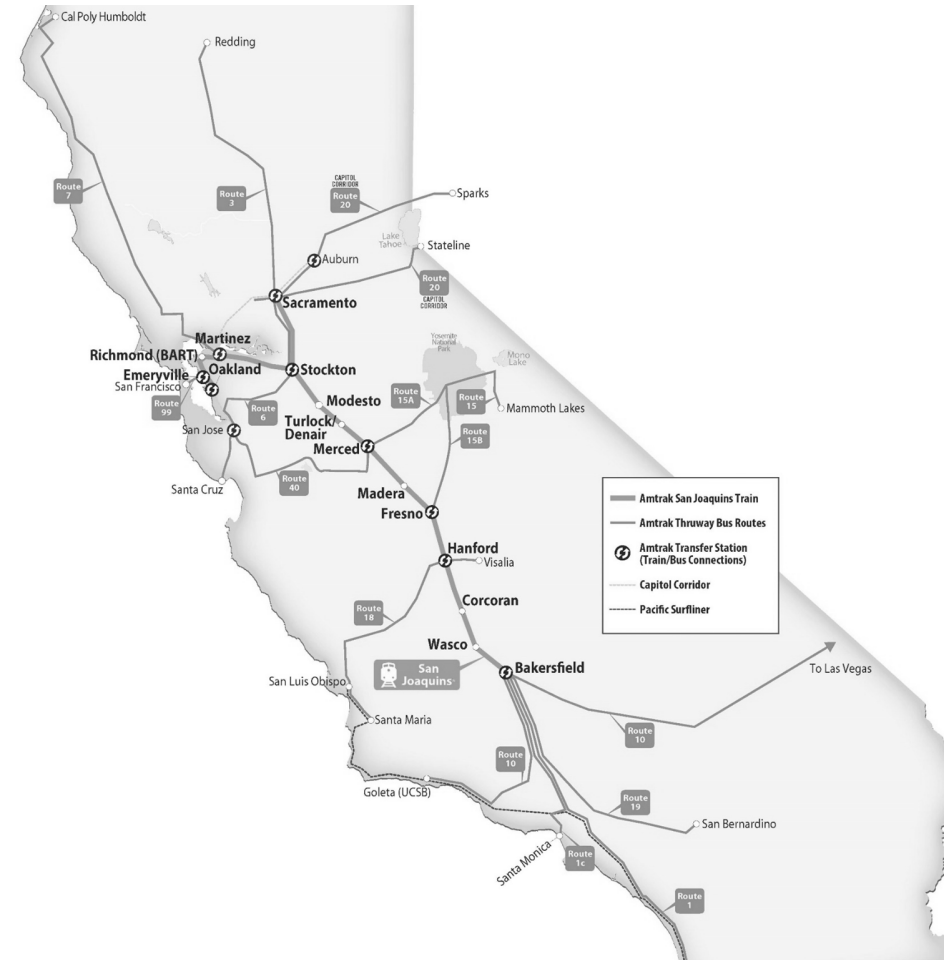 Cal Poly Humboldt
Redding
Route
7
Route
3
CAPITOL
CORRIDOR
Route
20
Sparks
Lake
Tahoe
Stateline
Auburn
Route
20
CAPITOL
CORRIDOR
Sacramento
Martinez
Richmond (BART)
Oakland
Emeryville
San Francisco
Stockton
Yosemite
National
Park
Mono
Lake
Route
99
Route
6
Modesto
Route
15A
Route
15
Mammoth Lakes
Turlock/
Denair
San Jose
Merced
Route
15B
Route
40
Santa Cruz
Madera
Fresno
Amtrak San Joaquins Train
Amtrak Thruway Bus Routes
Amtrak Transfer Station
(Train/Bus Connections)
Capitol Corridor
Pacific Surfliner
Hanford
Visalia
Route
18
Corcoran
Wasco
San
Joaquins
Bakersfield
To Las Vegas
San Luis Obispo
Santa Maria
Route
10
Route
10
Goleta (UCSB)
Route
19
San Bernardino
Santa Monica
Route
1c
Route
1